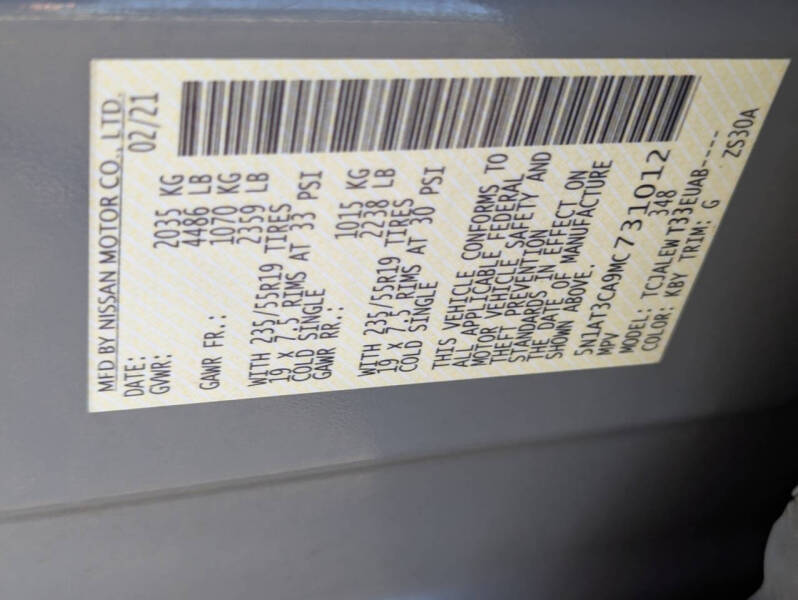 MFD BY NISSAN MOTOR CO., LTD.
DATE: 02/21
GVWR: 2035 KG
4486 LB
GAWR FR.: 1070 KG
2359 LB
WITH 235/55R19 TIRES
19 X 7.5 RIMS AT 33 PSI
COLD SINGLE
GAWR RR.: 1015 KG
2238 LB
WITH 235/55R19 TIRES
19 X 7.5 RIMS AT 30 PSI
COLD SINGLE
THIS VEHICLE CONFORMS TO
ALL APPLICABLE FEDERAL
MOTOR VEHICLE SAFETY AND
THEFT PREVENTION
STANDARDS IN EFFECT ON
THE DATE OF MANUFACTURE
SHOWN ABOVE.
5N1AT3CA9MC731012
MPV 348
MODEL: TCJALEWT33EUAB-----
COLOR: KBY TRIM: G ZS30A